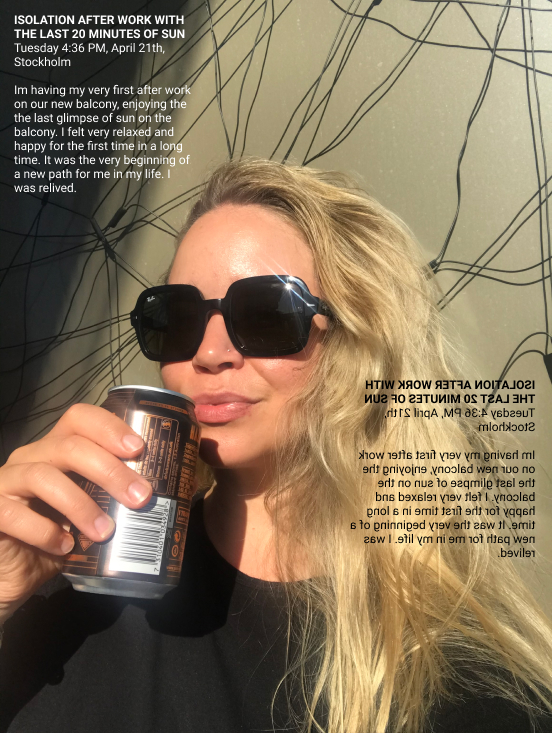 ISOLATION AFTER WORK WITH
THE LAST 20 MINUTES OF SUN
Tuesday 4:36 PM, April 21th,
Stockholm
Im having my very first after work
on our new balcony, enjoying the
the last glimpse of sun on the
balcony. I felt very relaxed and
happy for the first time in a long
time. It was the very beginning of
a new path for me in my life. I
was relived.
Ray-Ban
ISOLATION AFTER WORK WITH
THE LAST 20 MINUTES OF SUN
Tuesday 4:36 PM, April 21th,
Stockholm
Im having my very first after work
on our new balcony, enjoying the
the last glimpse of sun on the
balcony. I felt very relaxed and
happy for the first time in a long
time. It was the very beginning of a
new path for me in my life. I was
relived.